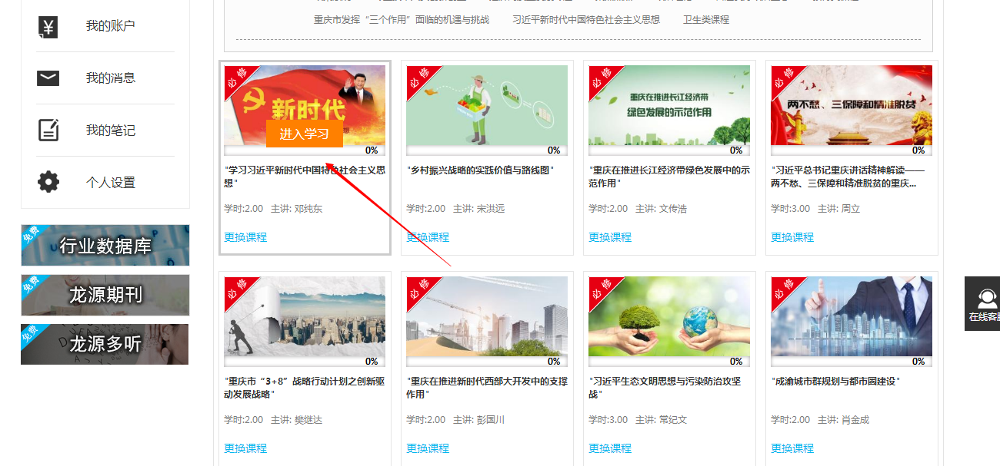 重庆市发挥“三个作用”面临的机遇与挑战 习近平新时代中国特色社会主义思想 卫生类课程
我的账户
我的消息
我的笔记
个人设置
免费
行业数据库
免费
龙源期刊
免费
龙源多听
必修
新时代
进入学习
0%
"学习习近平新时代中国特色社会主义思
想"
学时:2.00 主讲: 邓纯东
更换课程
必修
0%
"乡村振兴战略的实践价值与路线图"
学时:2.00 主讲: 宋洪远
更换课程
必修
重庆在推进长江经济带
绿色发展的示范作用
0%
"重庆在推进长江经济带绿色发展中的示
范作用"
学时:2.00 主讲: 文传浩
更换课程
必修
两不愁、三保障和精准脱贫
0%
"习近平总书记重庆讲话精神解读——
两不愁、三保障和精准脱贫的重庆...
学时:3.00 主讲: 周立
更换课程
必修
0%
"重庆市“3+8”战略行动计划之创新驱
动发展战略"
学时:2.00 主讲: 樊继达
更换课程
必修
0%
"重庆在推进新时代西部大开发中的支撑
作用"
学时:2.00 主讲: 彭国川
更换课程
必修
0%
"习近平生态文明思想与污染防治攻坚
战"
学时:3.00 主讲: 常纪文
更换课程
必修
0%
"成渝城市群规划与都市圈建设"
学时:2.00 主讲: 肖金成
更换课程
在线客服